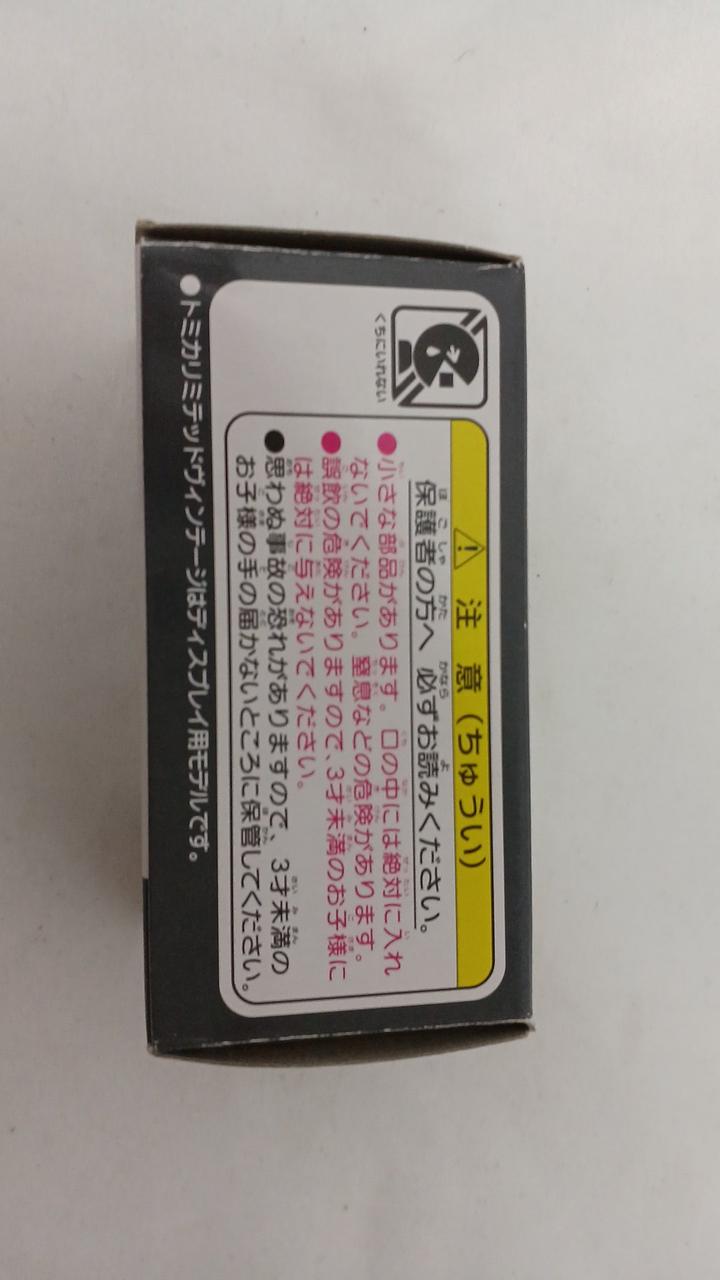 くちにいれない
注意(ちゅうい)
保護者の方へ 必ずお読みください。
●小さな部品があります。口の中には絶対に入れ
ないでください。窒息などの危険があります。
●誤飲の危険がありますので、3才未満のお子様に
は絶対に与えないでください。
●思わぬ事故の恐れがありますので、3才未満の
お子様の手の届かないところに保管してください。
●トミカリミテッドヴィンテージはディスプレイ用モデルです。